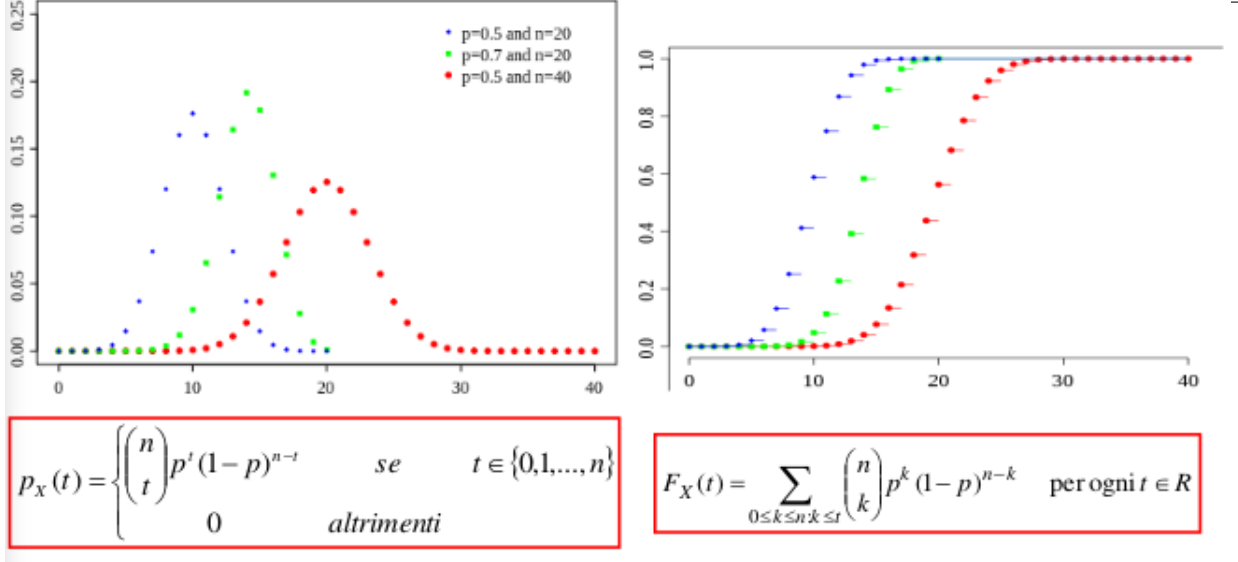 0.25
0.20
0.15
0.10
0.05
0.00
p=0.5 and n=20
p=0.7 and n=20
p=0.5 and n=40
0 10 20 30 40
1.0
0.8
0.6
0.4
0.2
0.0
0 10 20 30 40
p_X(t) = { (n t) p^t (1−p)^{n−t} se t ∈ {0,1,...,n}
0 altrimenti
F_X(t) = ∑_{0≤k≤n:k≤t} (n k) p^k (1−p)^{n−k} per ogni t ∈ R